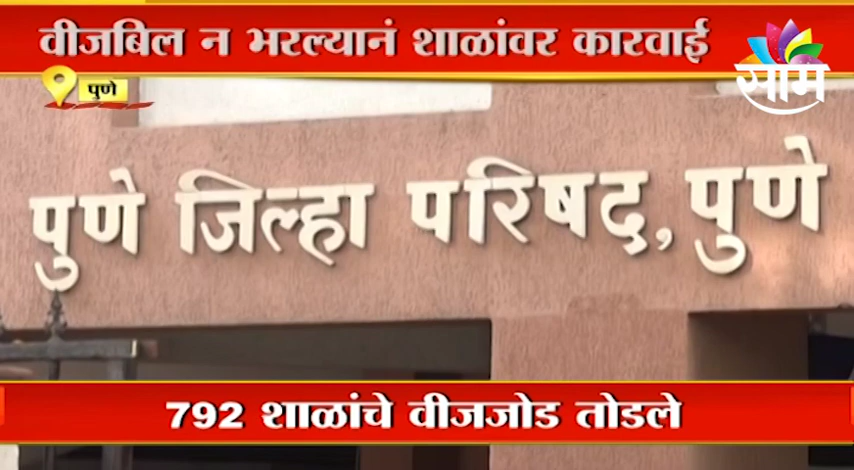 वीजबिल न भरल्यानं शाळांवर कारवाई
साम
पुणे
पुणे जिल्हा परिषद, पुणे
792 शाळांचे वीजजोड तोडले